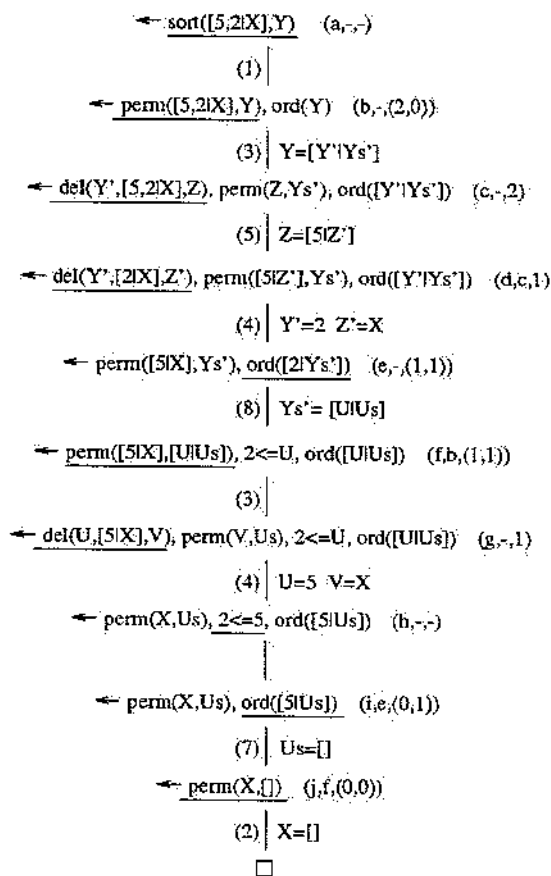 ← sort([5,2|X],Y) (a,-,-)
(1)
← perm([5,2|X],Y), ord(Y) (b,-,(2,0))
(3) Y=[Y'|Ys']
← del(Y',[5,2|X],Z), perm(Z,Ys'), ord([Y'|Ys']) (c,-,2)
(5) Z=[5|Z']
← del(Y',[2|X],Z'), perm([5|Z'],Ys'), ord([Y'|Ys']) (d,c,1)
(4) Y'=2 Z'=X
← perm([5|X],Ys'), ord([2|Ys']) (e,-,(1,1))
(8) Ys'= [U|Us]
← perm([5|X],[U|Us]), 2<=U, ord([U|Us]) (f,b,(1,1))
(3)
← del(U,[5|X],V), perm(V,Us), 2<=U, ord([U|Us]) (g,-,1)
(4) U=5 V=X
← perm(X,Us), 2<=5, ord([5|Us]) (h,-,-)
← perm(X,Us), ord([5|Us]) (i,e,(0,1))
(7) Us=[]
← perm(X,[]) (j,f,(0,0))
(2) X=[]